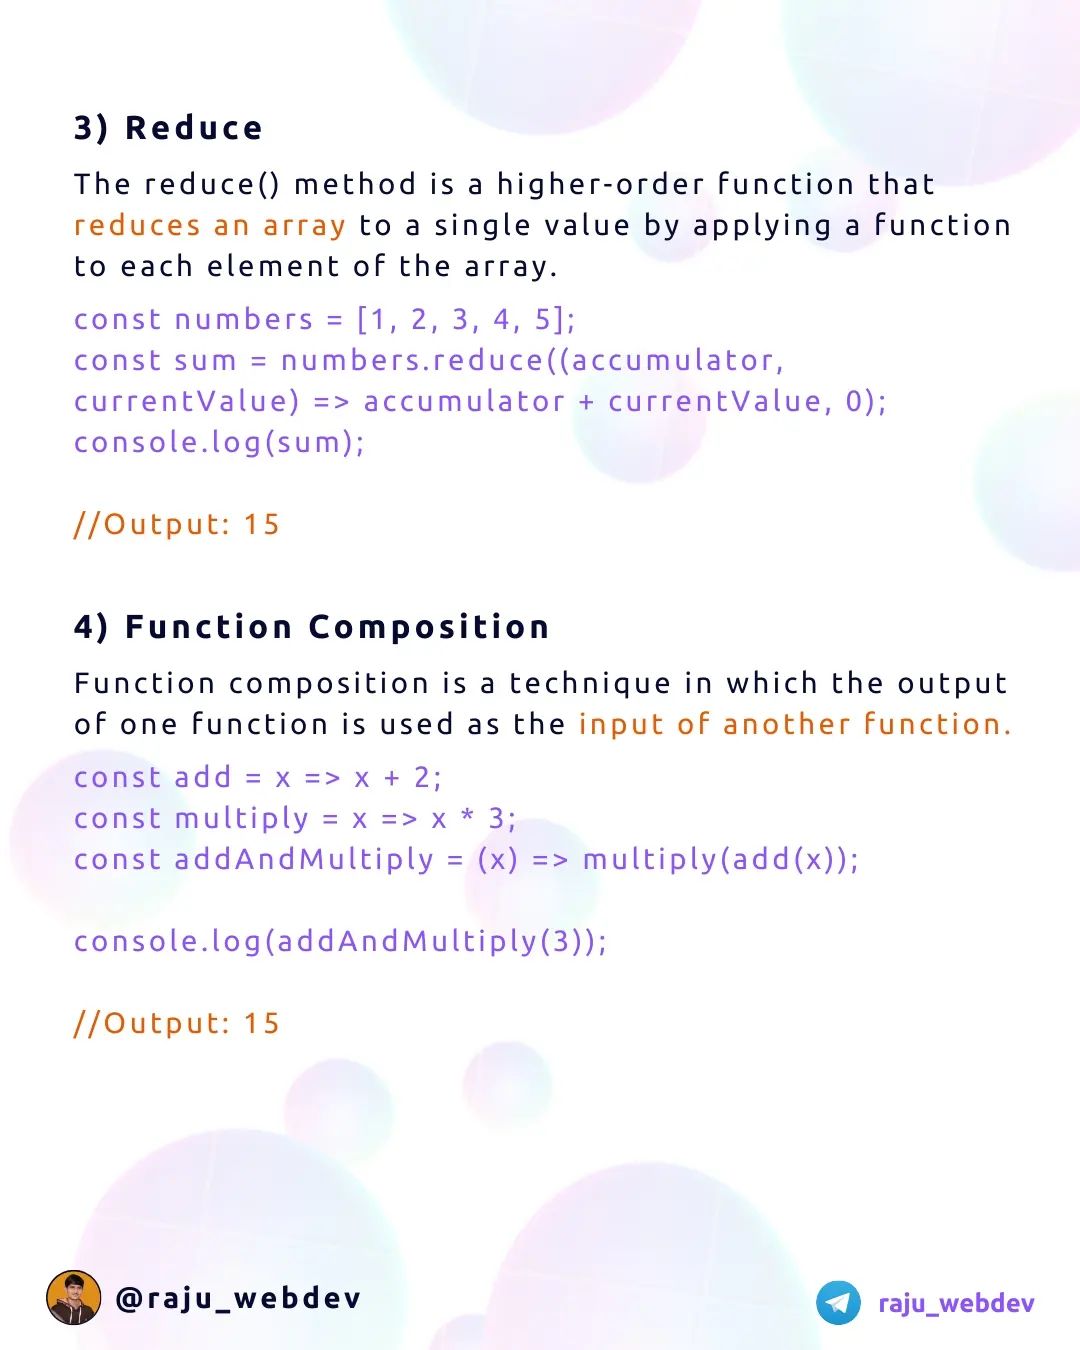 3) Reduce
The reduce() method is a higher-order function that
reduces an array to a single value by applying a function
to each element of the array.
const numbers = [1, 2, 3, 4, 5];
const sum = numbers.reduce((accumulator,
currentValue) => accumulator + currentValue, 0);
console.log(sum);
//Output: 15
4) Function Composition
Function composition is a technique in which the output
of one function is used as the input of another function.
const add = x => x + 2;
const multiply = x => x * 3;
const addAndMultiply = (x) => multiply(add(x));
console.log(addAndMultiply(3));
//Output: 15
@raju_webdev
raju_webdev